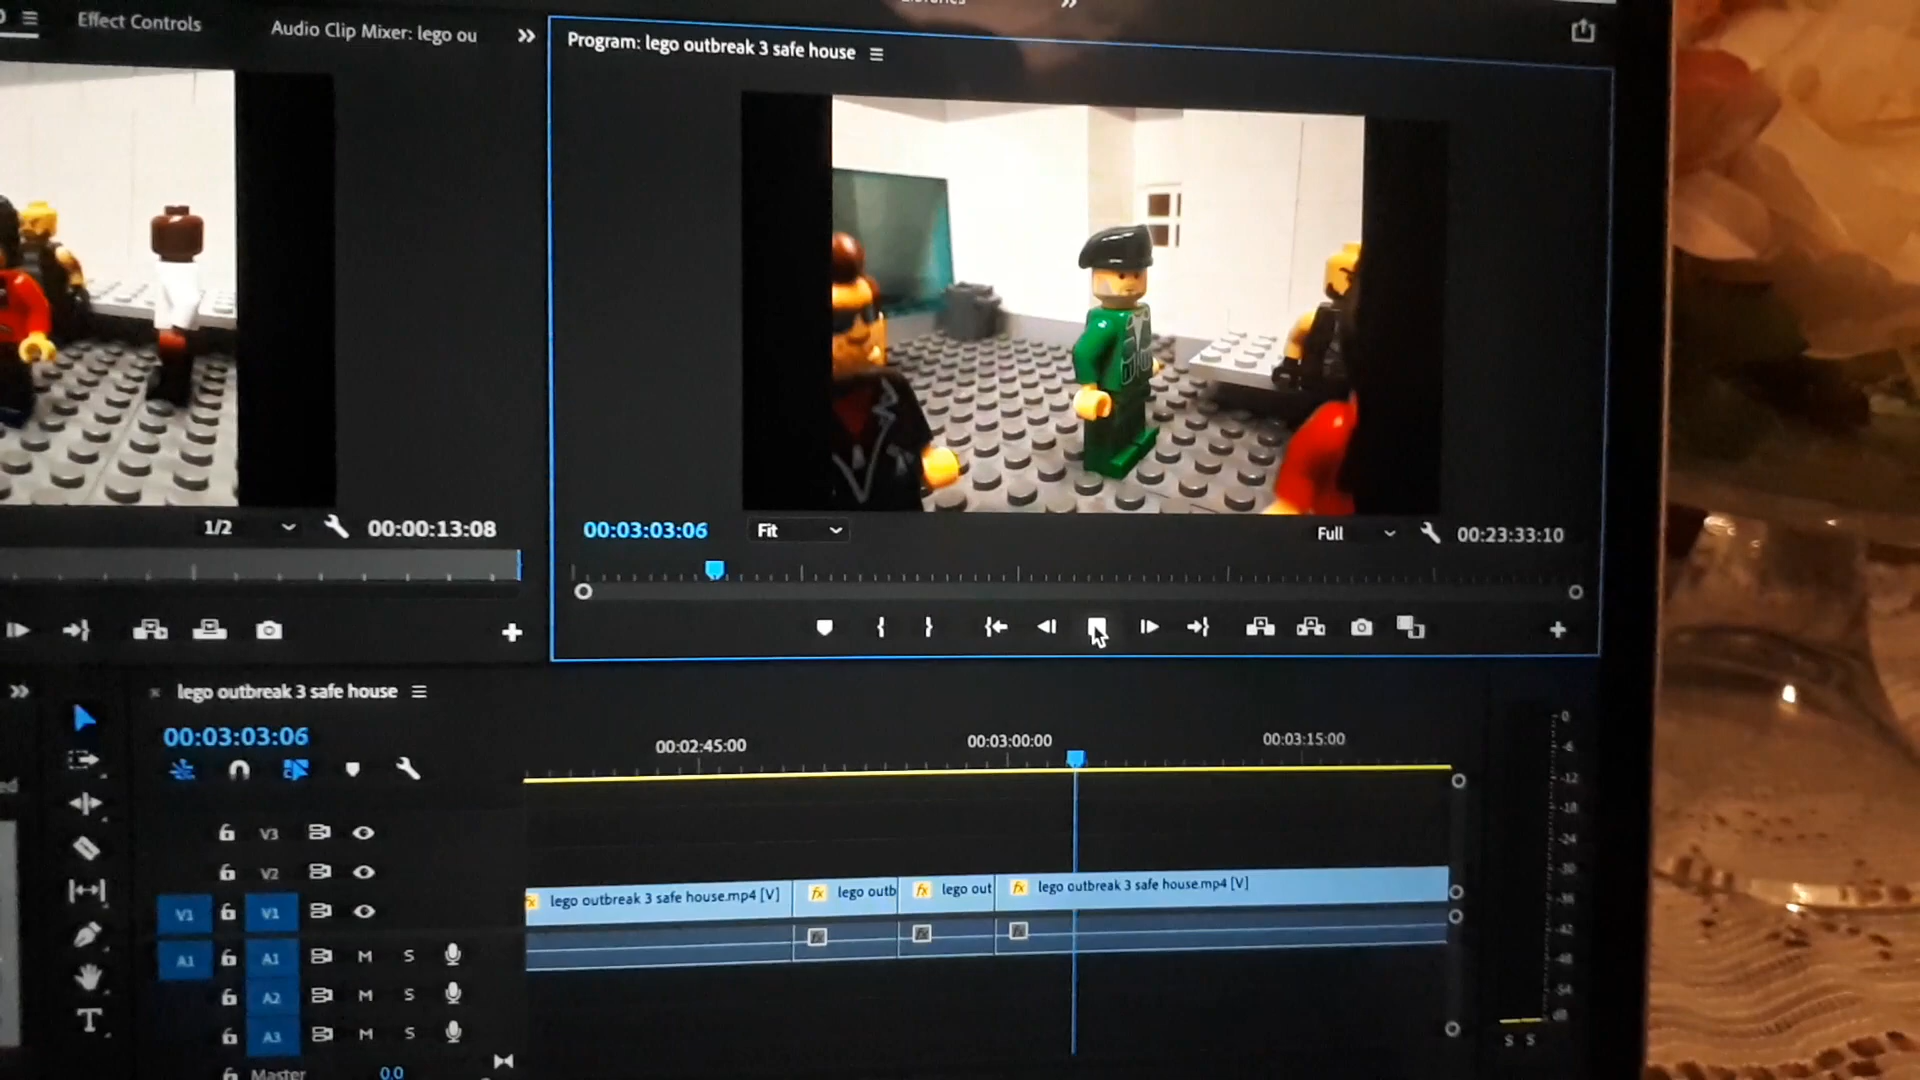 Effect Controls
Audio Clip Mixer: lego ou
Program: lego outbreak 3 safe house
1/2
00:00:13:08
00:03:03:06
Fit
Full
00:23:33:10
lego outbreak 3 safe house
00:03:03:06
00:02:45:00
00:03:00:00
00:03:15:00
V3
V2
V1
V1
A1
A1
M
S
A2
M
S
A3
M
S
Master
0.0
lego outbreak 3 safe house.mp4 [V]
fx
lego outb
fx
lego out
fx
lego outbreak 3 safe house.mp4 [V]
0
-6
-12
-18
-24
-30
-36
-42
-48
-54
dB
S S